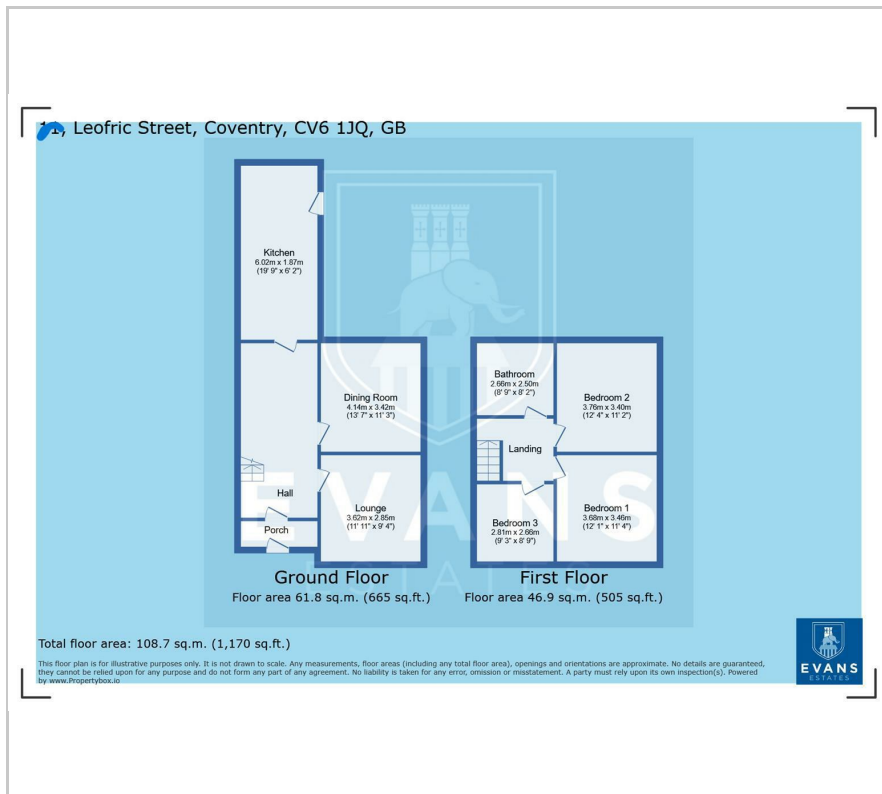 , Leofric Street, Coventry, CV6 1JQ, GB
Kitchen
6.02m x 1.87m
(19' 9" x 6' 2")
Dining Room
4.14m x 3.42m
(13' 7" x 11' 3")
Hall
Lounge
3.62m x 2.85m
(11' 11" x 9' 4")
Porch
Bathroom
2.66m x 2.50m
(8' 9" x 8' 2")
Bedroom 2
3.76m x 3.40m
(12' 4" x 11' 2")
Landing
Bedroom 1
3.68m x 3.46m
(12' 1" x 11' 4")
Bedroom 3
2.81m x 2.66m
(9' 3" x 8' 9")
EVANS
ESTATES
Ground Floor
Floor area 61.8 sq.m. (665 sq.ft.)
First Floor
Floor area 46.9 sq.m. (505 sq.ft.)
Total floor area: 108.7 sq.m. (1,170 sq.ft.)
This floor plan is for illustrative purposes only. It is not drawn to scale. Any measurements, floor areas (including any total floor area), openings and orientations are approximate. No details are guaranteed,
they cannot be relied upon for any purpose and do not form any part of any agreement. No liability is taken for any error, omission or misstatement. A party must rely upon its own inspection(s). Powered
by www.Propertybox.io
EVANS
ESTATES